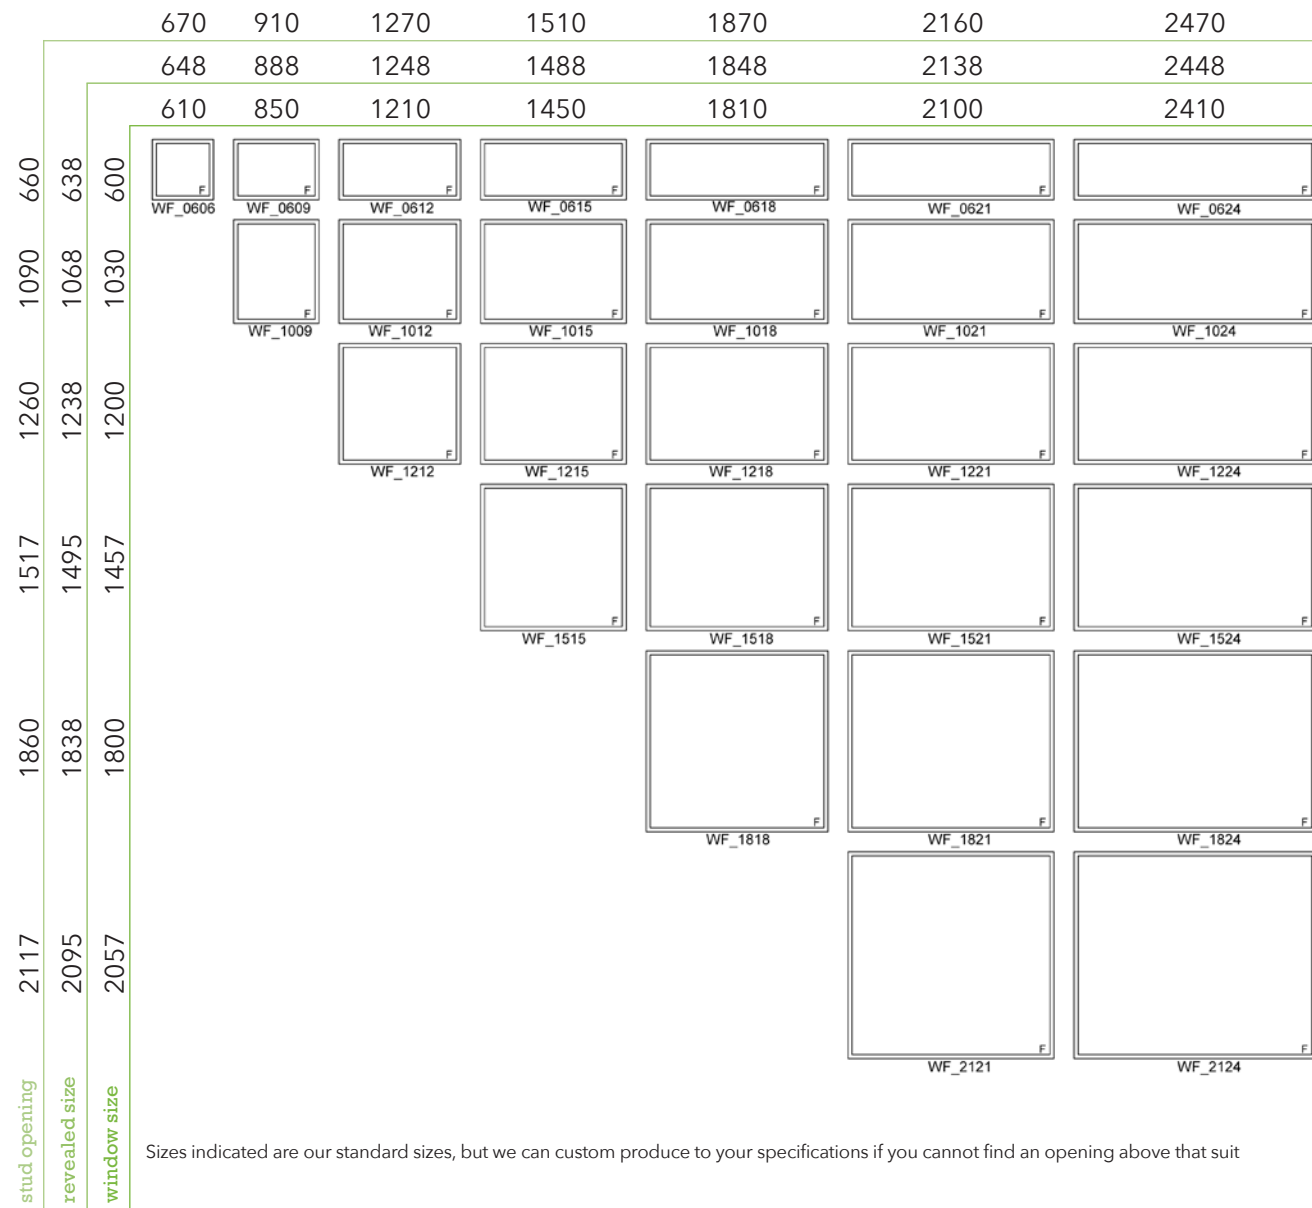 670 910 1270 1510 1870 2160 2470
648 888 1248 1488 1848 2138 2448
610 850 1210 1450 1810 2100 2410
660 638 600
F F F F F F F
WF_0606 WF_0609 WF_0612 WF_0615 WF_0618 WF_0621 WF_0624
1090 1068 1030
F F F F F F
WF_1009 WF_1012 WF_1015 WF_1018 WF_1021 WF_1024
1260 1238 1200
F F F F F
WF_1212 WF_1215 WF_1218 WF_1221 WF_1224
1517 1495 1457
F F F F
WF_1515 WF_1518 WF_1521 WF_1524
1860 1838 1800
F F F
WF_1818 WF_1821 WF_1824
2117 2095 2057
F F
WF_2121 WF_2124
stud opening
revealed size
window size
Sizes indicated are our standard sizes, but we can custom produce to your specifications if you cannot find an opening above that suit